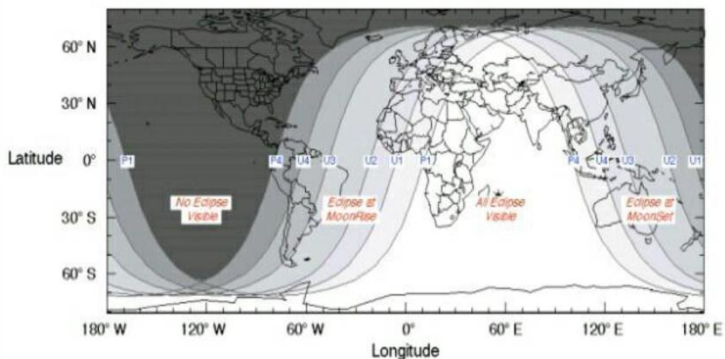 60° N
30° N
Latitude 0° P1 P4 U4 U3 U2 U1 P1 P4 U4 U3 U2 U1
No Eclipse Eclipse at All Eclipse Eclipse at
Visible MoonRise Visible MoonSet
30° S
60° S
180° W 120° W 60° W 0° 60° E 120° E 180° E
Longitude